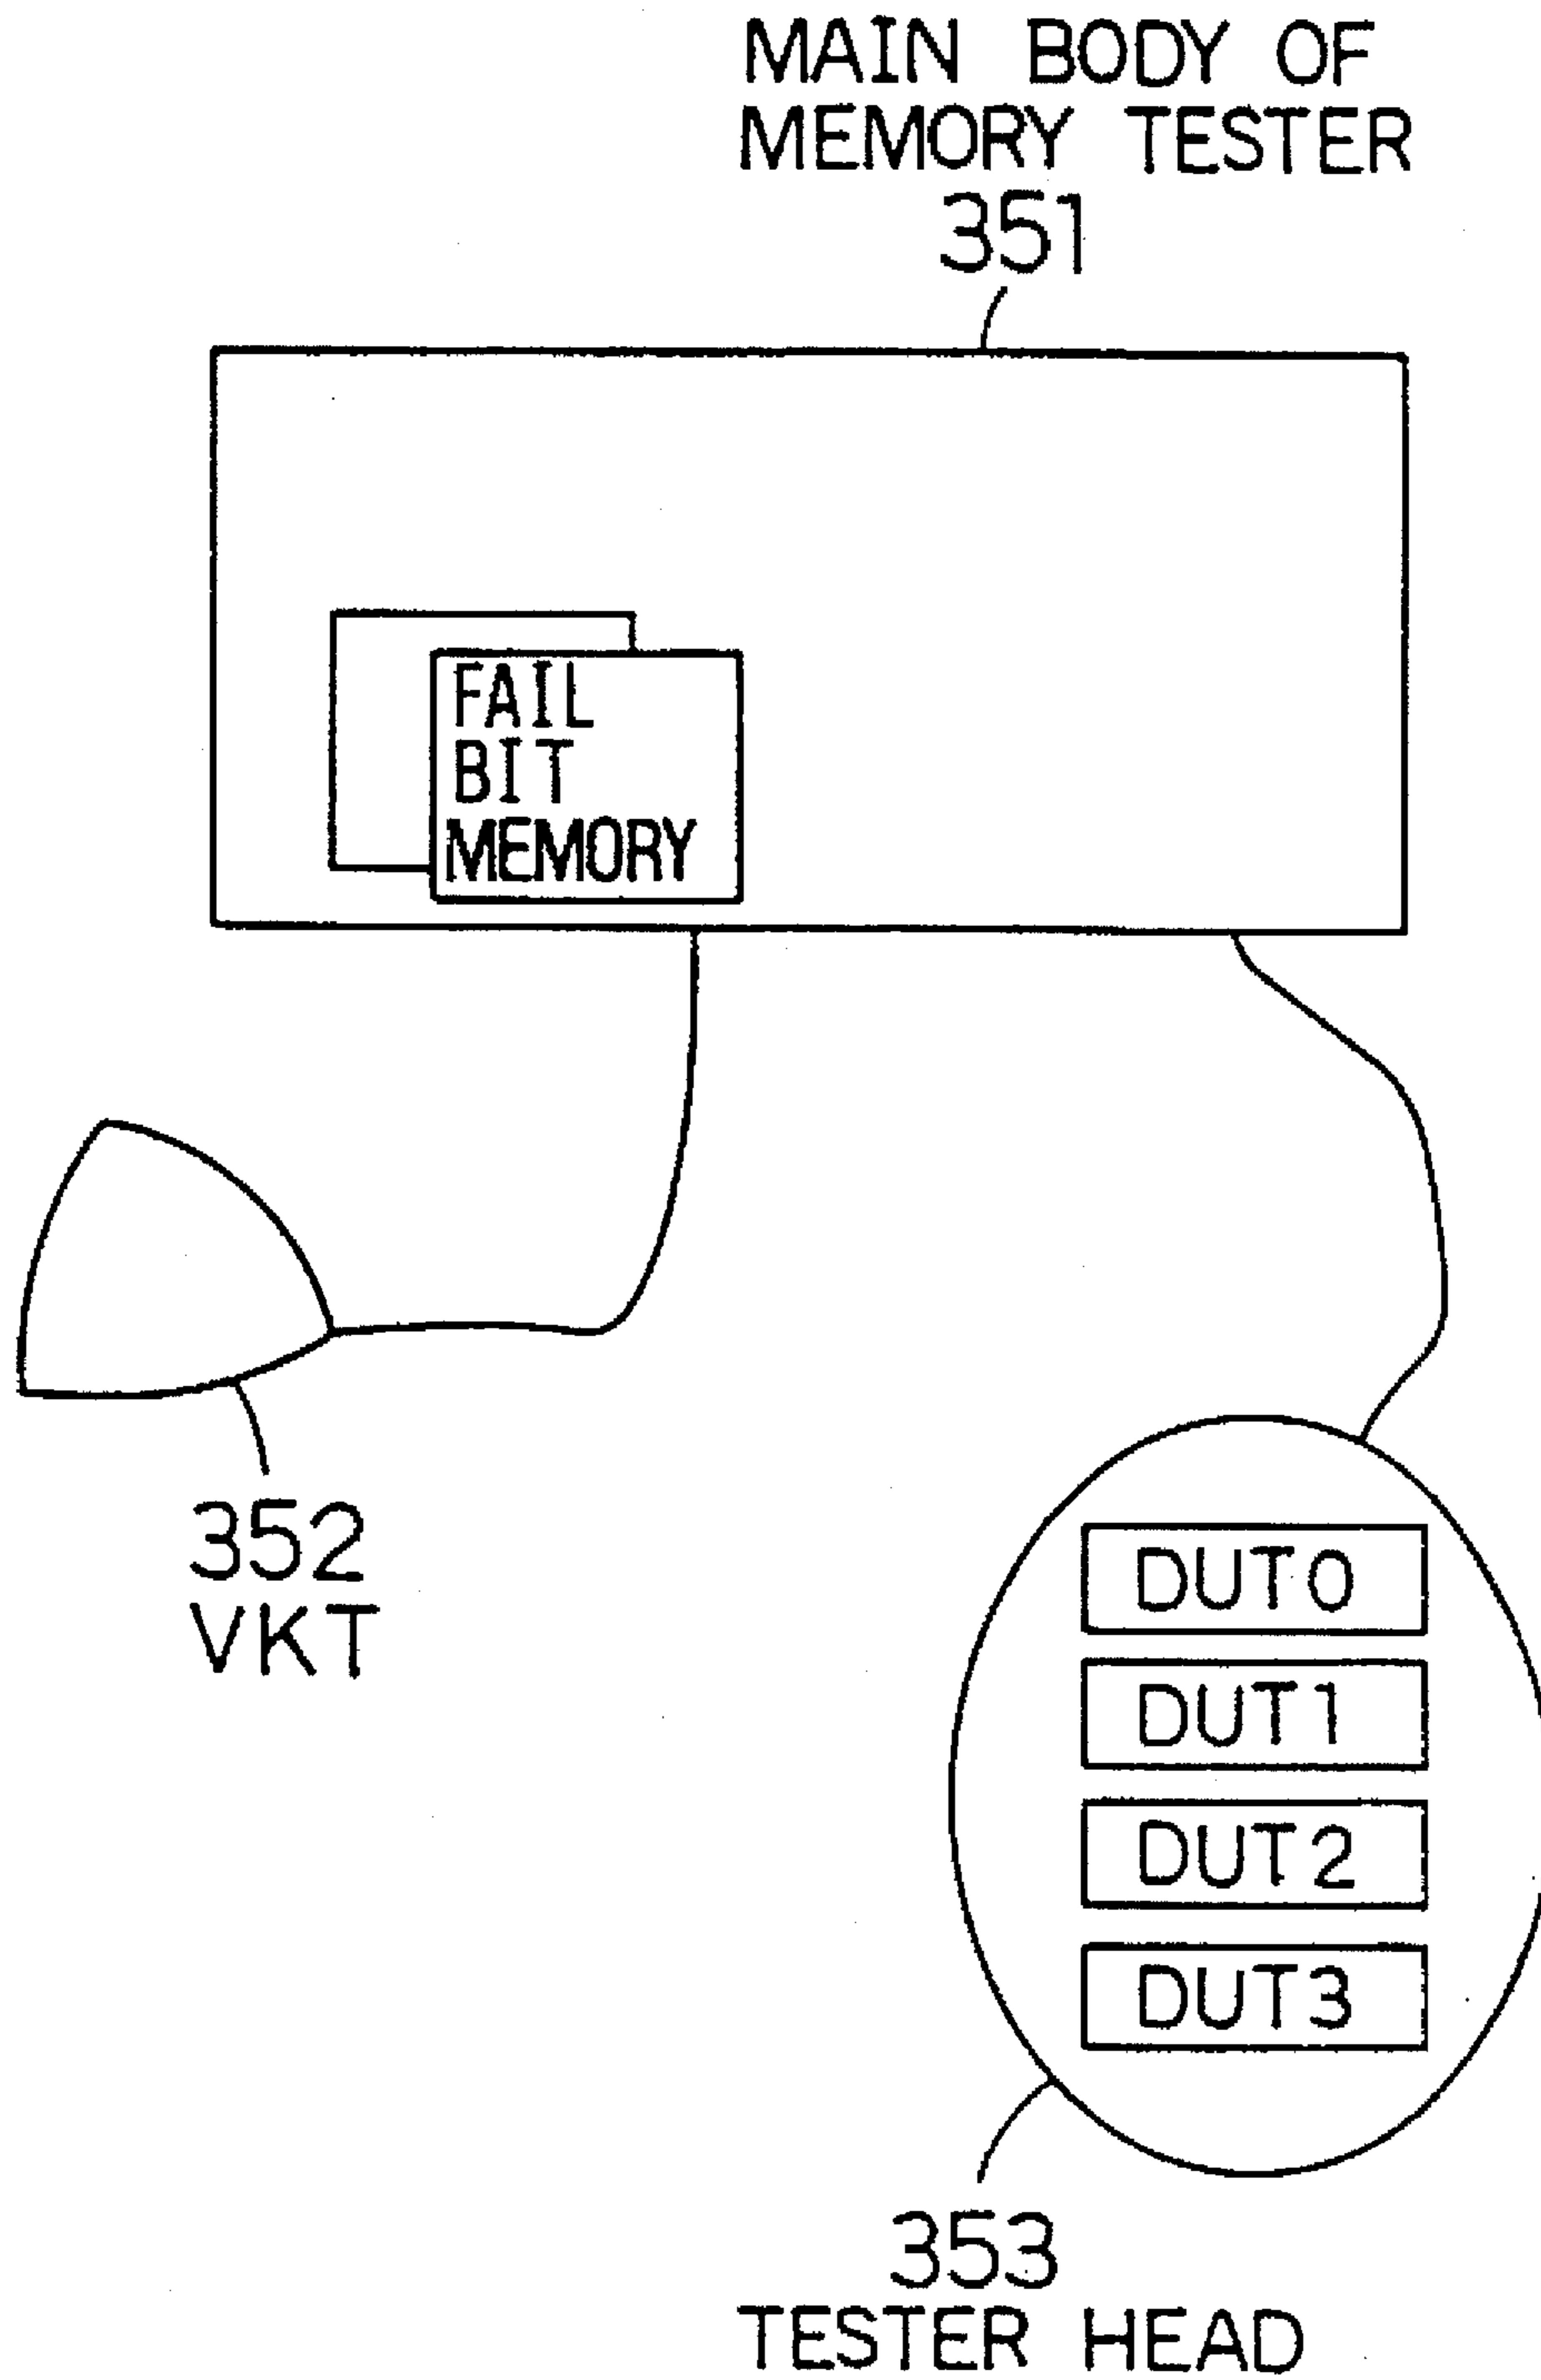 MAIN BODY OF
MEMORY TESTER
351
FAIL
BIT
MEMORY
352
VKT
DUT0
DUT1
DUT2
DUT3
353
TESTER HEAD